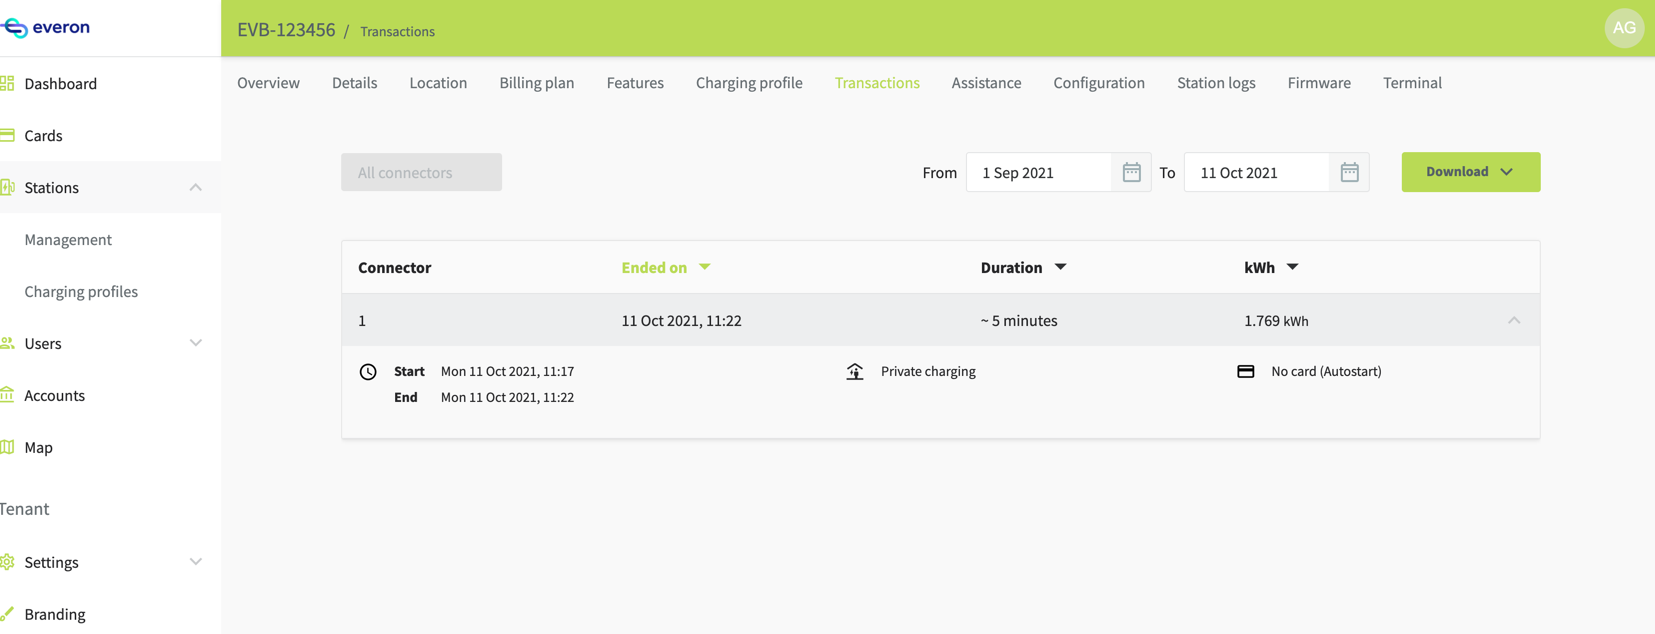 everon
EVB-123456 / Transactions
AG
Dashboard
Cards
Stations
Management
Charging profiles
Users
Accounts
Map
Tenant
Settings
Branding
Overview Details Location Billing plan Features Charging profile Transactions Assistance Configuration Station logs Firmware Terminal
All connectors From 1 Sep 2021 To 11 Oct 2021 Download
Connector Ended on Duration kWh
1 11 Oct 2021, 11:22 ~ 5 minutes 1.769 kWh
Start Mon 11 Oct 2021, 11:17 Private charging No card (Autostart)
End Mon 11 Oct 2021, 11:22